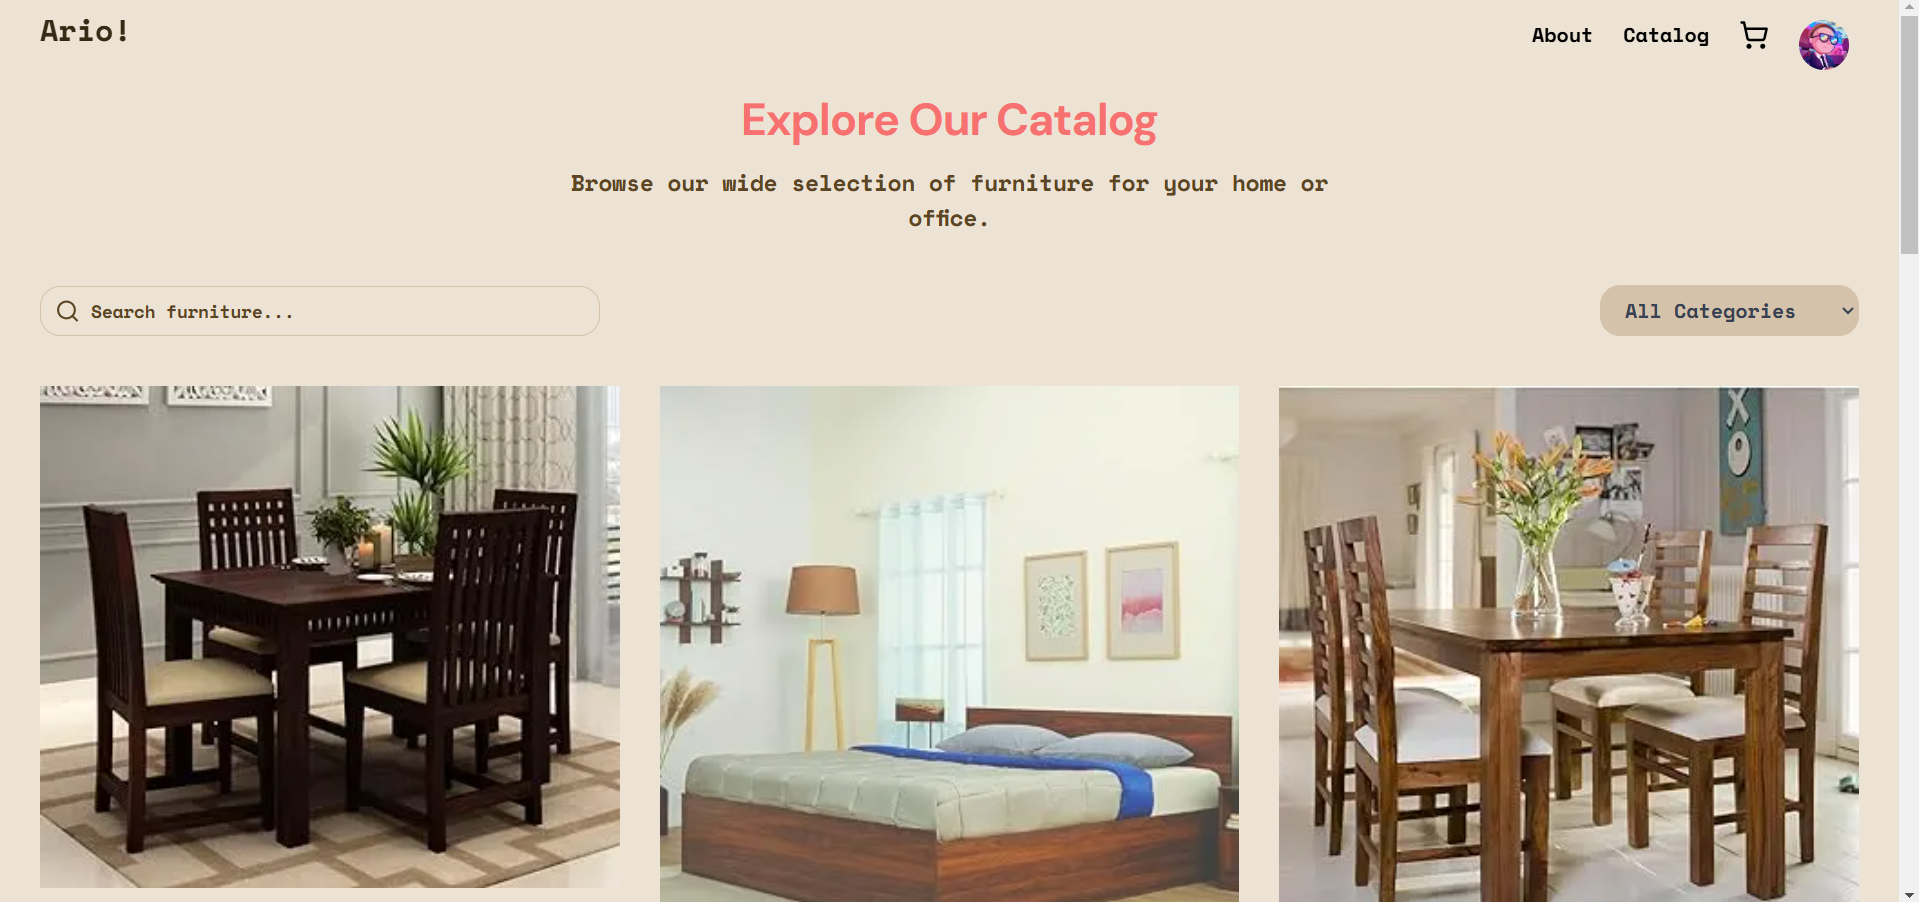 Ario!
About
Catalog
Explore Our Catalog
Browse our wide selection of furniture for your home or
office.
Search furniture...
All Categories
XO